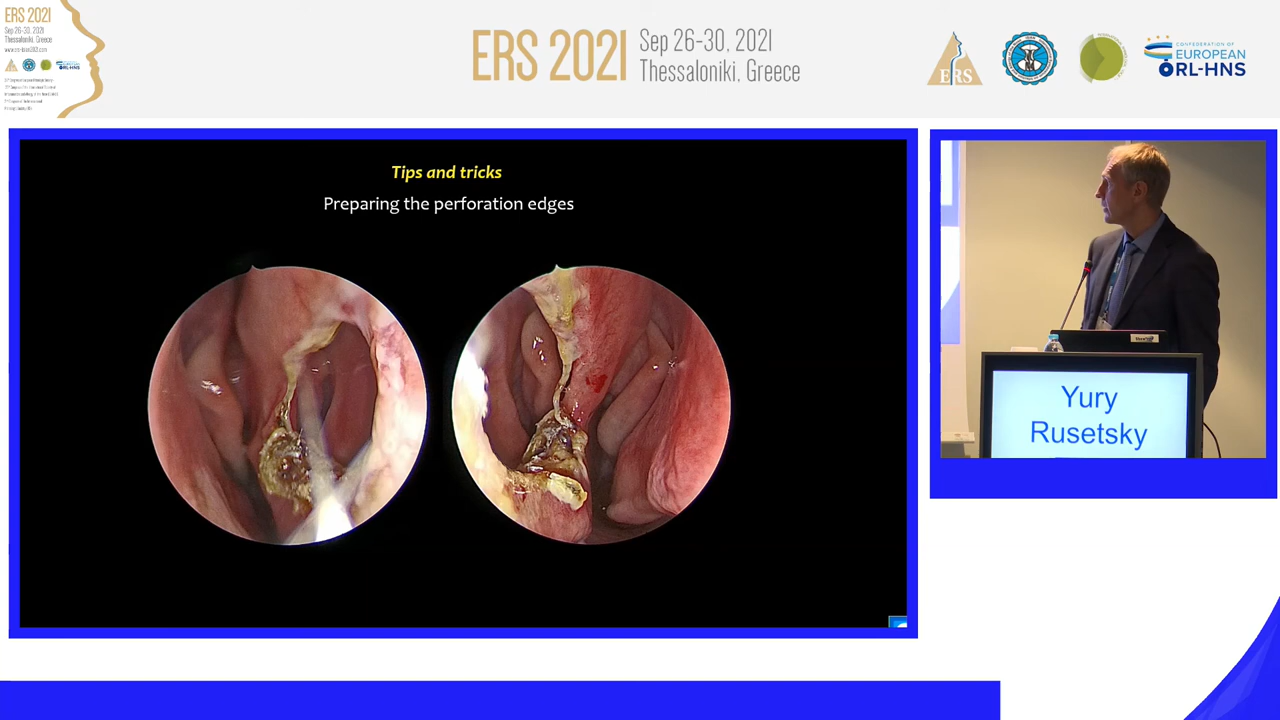 ERS 2021
Sep 26-30, 2021
Thessaloniki, Greece
ERS 2021
Sep 26-30, 2021
Thessaloniki, Greece
ERS
CONFEDERATION OF
EUROPEAN
ORL-HNS
Tips and tricks
Preparing the perforation edges
Yury
Rusetsky